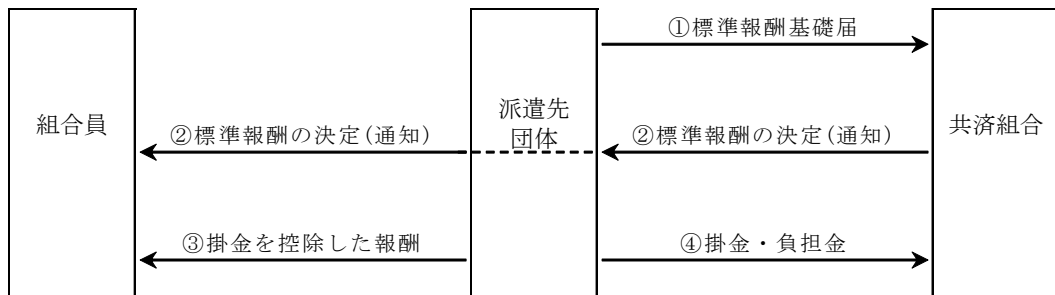 ①標準報酬基礎届
組合員
派遣先
団体
共済組合
②標準報酬の決定(通知)
②標準報酬の決定(通知)
③掛金を控除した報酬
④掛金・負担金